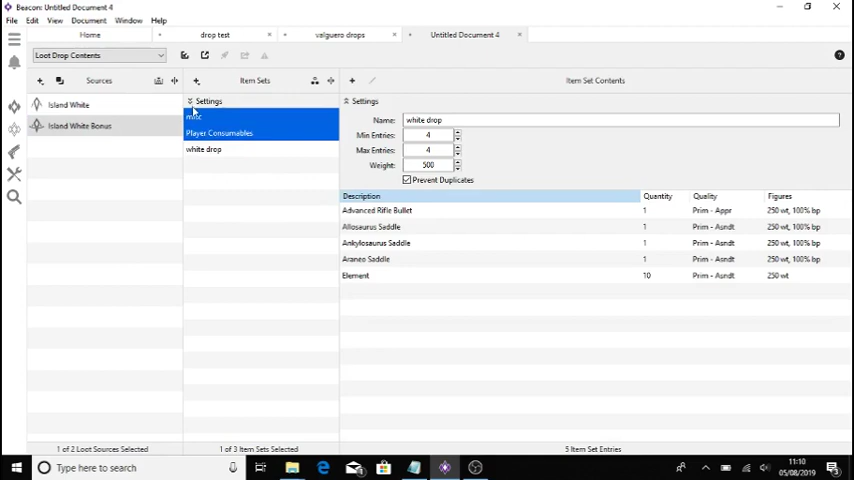 Beacon: Untitled Document 4
File Edit View Document Window Help
Home drop test × valguero drops × Untitled Document 4 ×
Loot Drop Contents
Sources Item Sets Item Set Contents
Island White
Island White Bonus
Settings
misc
Player Consumables
white drop
Settings
Name: white drop
Min Entries: 4
Max Entries: 4
Weight: 500
Prevent Duplicates
Description Quantity Quality Figures
Advanced Rifle Bullet 1 Prim - Appr 250 wt, 100% bp
Allosaurus Saddle 1 Prim - Asndt 250 wt, 100% bp
Ankylosaurus Saddle 1 Prim - Asndt 250 wt, 100% bp
Araneo Saddle 1 Prim - Asndt 250 wt, 100% bp
Element 10 Prim - Asndt 250 wt
1 of 2 Loot Sources Selected 1 of 3 Item Sets Selected 5 Item Set Entries
Type here to search
11:10
05/08/2019